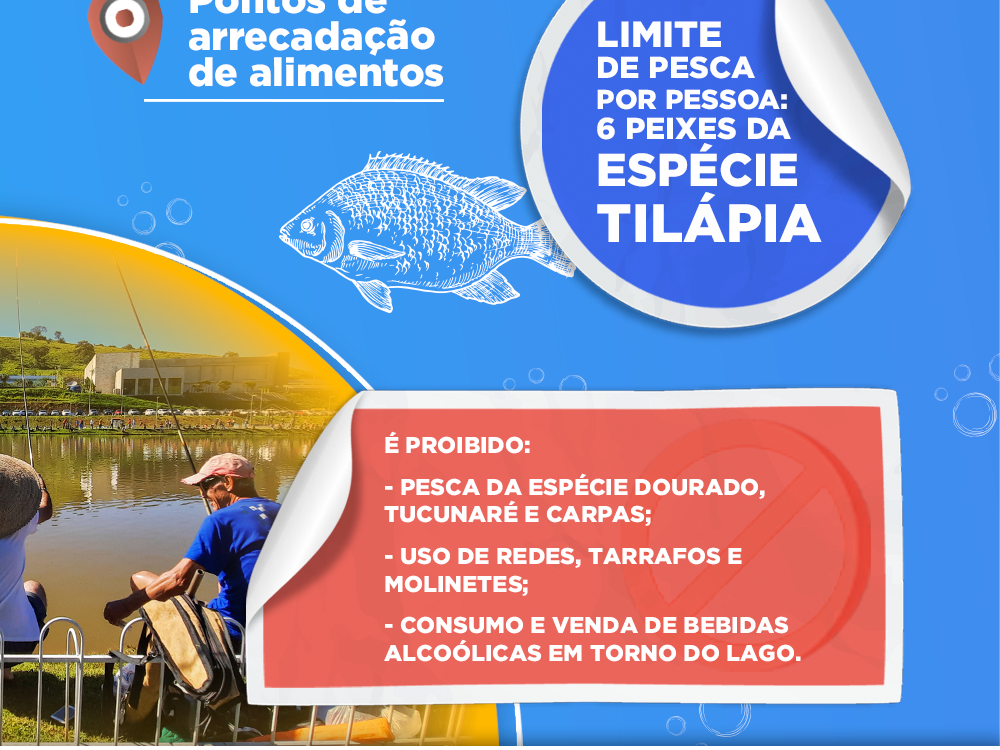 Pontos de
arrecadação
de alimentos
LIMITE
DE PESCA
POR PESSOA:
6 PEIXES DA
ESPÉCIE
TILÁPIA
É PROIBIDO:
- PESCA DA ESPÉCIE DOURADO,
TUCUNARÉ E CARPAS;
- USO DE REDES, TARRAFOS E
MOLINETES;
- CONSUMO E VENDA DE BEBIDAS
ALCOÓLICAS EM TORNO DO LAGO.